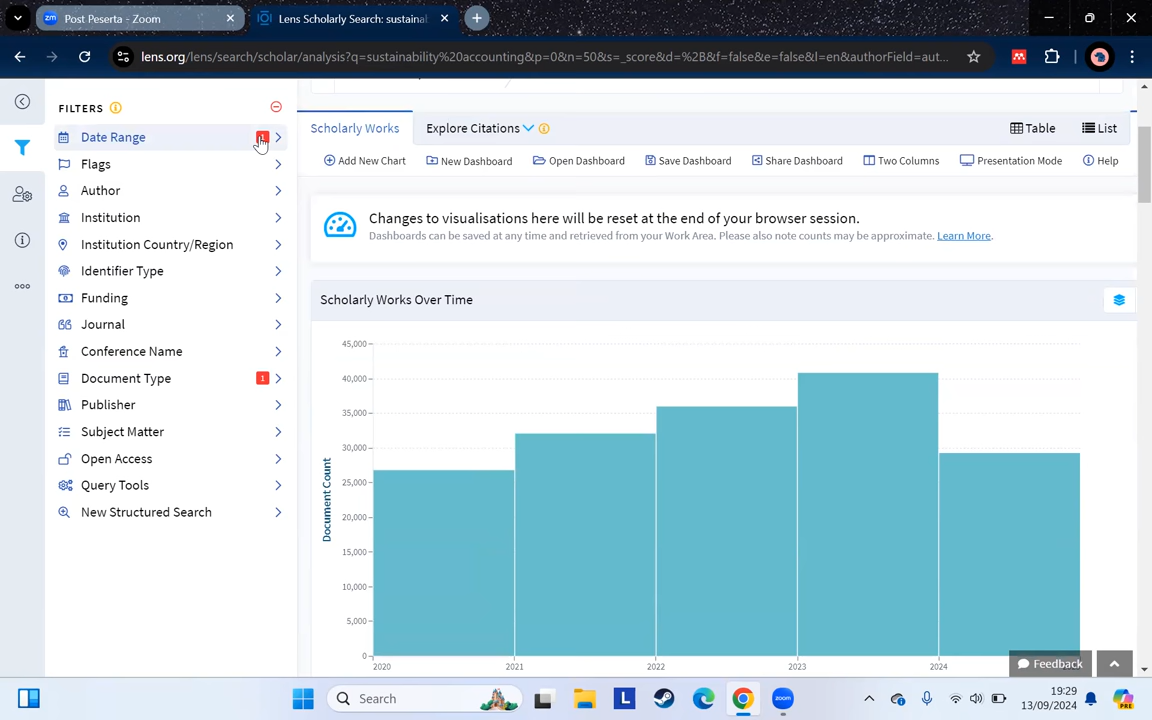 Post Peserta - Zoom
Lens Scholarly Search: sustaina
lens.org/lens/search/scholar/analysis?q=sustainability%20accounting&p=0&n=50&s=_score&d=%2B&f=false&e=false&l=en&authorField=aut...
FILTERS
Date Range
Flags
Author
Institution
Institution Country/Region
Identifier Type
Funding
Journal
Conference Name
Document Type 1
Publisher
Subject Matter
Open Access
Query Tools
New Structured Search
Scholarly Works
Explore Citations
Table
List
Add New Chart
New Dashboard
Open Dashboard
Save Dashboard
Share Dashboard
Two Columns
Presentation Mode
Help
Changes to visualisations here will be reset at the end of your browser session.
Dashboards can be saved at any time and retrieved from your Work Area. Please also note counts may be approximate. Learn More.
Scholarly Works Over Time
Document Count
45,000
40,000
35,000
30,000
25,000
20,000
15,000
10,000
5,000
0
2020 2021 2022 2023 2024
Feedback
Search
L
zoom
19:29
13/09/2024
PRE